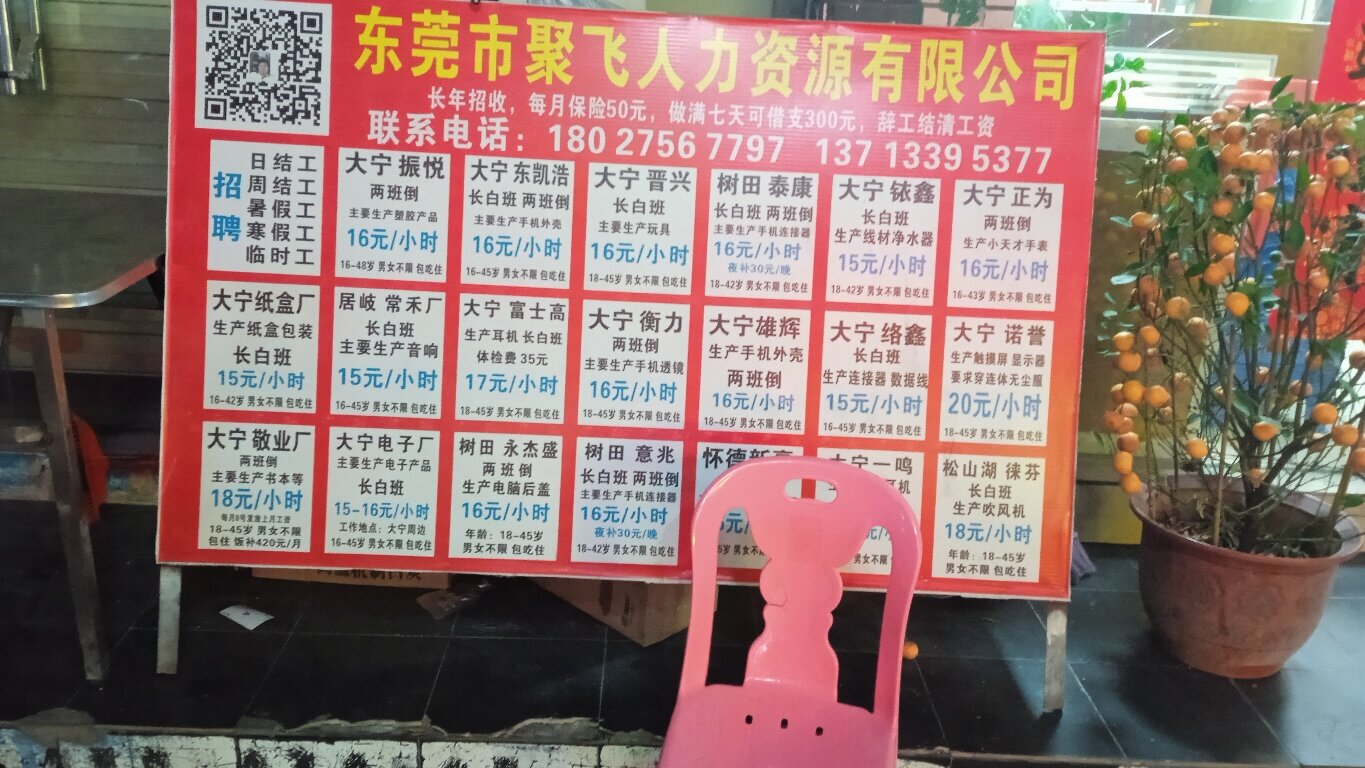 东莞市聚飞人力资源有限公司
长年招收，每月保险50元，做满七天可借支300元，辞工结清工资
联系电话：180 2756 7797 137 1339 5377
招聘
日结工
周结工
暑假工
寒假工
临时工
大宁 振悦
两班倒
主要生产塑胶产品
16元/小时
16-48岁 男女不限 包吃住
大宁 东凯浩
长白班 两班倒
主要生产手机外壳
16元/小时
16-45岁 男女不限 包吃住
大宁 晋兴
长白班
主要生产玩具
16元/小时
18-45岁 男女不限 包吃住
树田 泰康
长白班 两班倒
主要生产手机连接器
16元/小时
夜补30元/晚
18-42岁 男女不限 包吃住
大宁 铱鑫
长白班
生产线材净水器
15元/小时
18-42岁 男女不限 包吃住
大宁 正为
两班倒
生产小天才手表
16元/小时
16-43岁 男女不限 包吃住
大宁纸盒厂
生产纸盒包装
长白班
15元/小时
16-42岁 男女不限 包吃住
居岐 常禾厂
长白班
主要生产音响
15元/小时
16-45岁 男女不限 包吃住
大宁 富士高
生产耳机 长白班
体检费 35元
17元/小时
18-45岁 男女不限 包吃住
大宁 衡力
两班倒
主要生产手机透镜
16元/小时
18-45岁 男女不限 包吃住
大宁雄辉
生产手机外壳
两班倒
16元/小时
18-45岁 男女不限 包吃住
大宁 络鑫
长白班
生产连接器 数据线
15元/小时
16-45岁 男女不限 包吃住
大宁 诺誉
生产触摸屏 显示器
要求穿连体无尘服
20元/小时
18-45岁 男女不限 包吃住
大宁 敬业厂
两班倒
主要生产书本等
18元/小时
每月8号发放上月工资
18-45岁 男女不限
包住 饭补420元/月
大宁电子厂
主要生产电子产品
长白班
15-16元/小时
工作地点：大宁周边
16-45岁 男女不限 包吃住
树田 永杰盛
两班倒
生产电脑后盖
16元/小时
年龄：18-45岁
男女不限 包吃住
树田 意兆
长白班 两班倒
主要生产手机连接器
16元/小时
夜补30元/晚
18-42岁 男女不限 包吃住
怀德新
元/小时
岁 男女不限
大宁一鸣
耳机
小时
不限 包吃住
松山湖 徕芬
长白班
生产吹风机
18元/小时
年龄：18-45岁
男女不限 包吃住